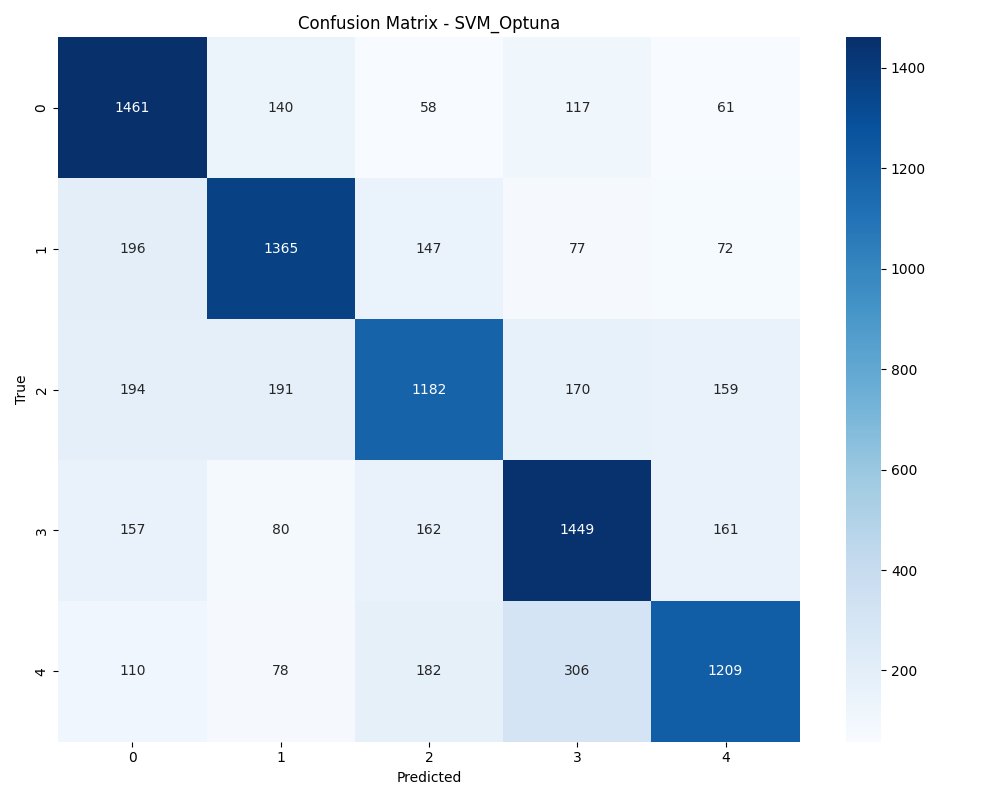 Confusion Matrix - SVM_Optuna
0 1461 140 58 117 61
1 196 1365 147 77 72
2 194 191 1182 170 159
3 157 80 162 1449 161
4 110 78 182 306 1209
0 1 2 3 4
True
Predicted
1400
1200
1000
800
600
400
200